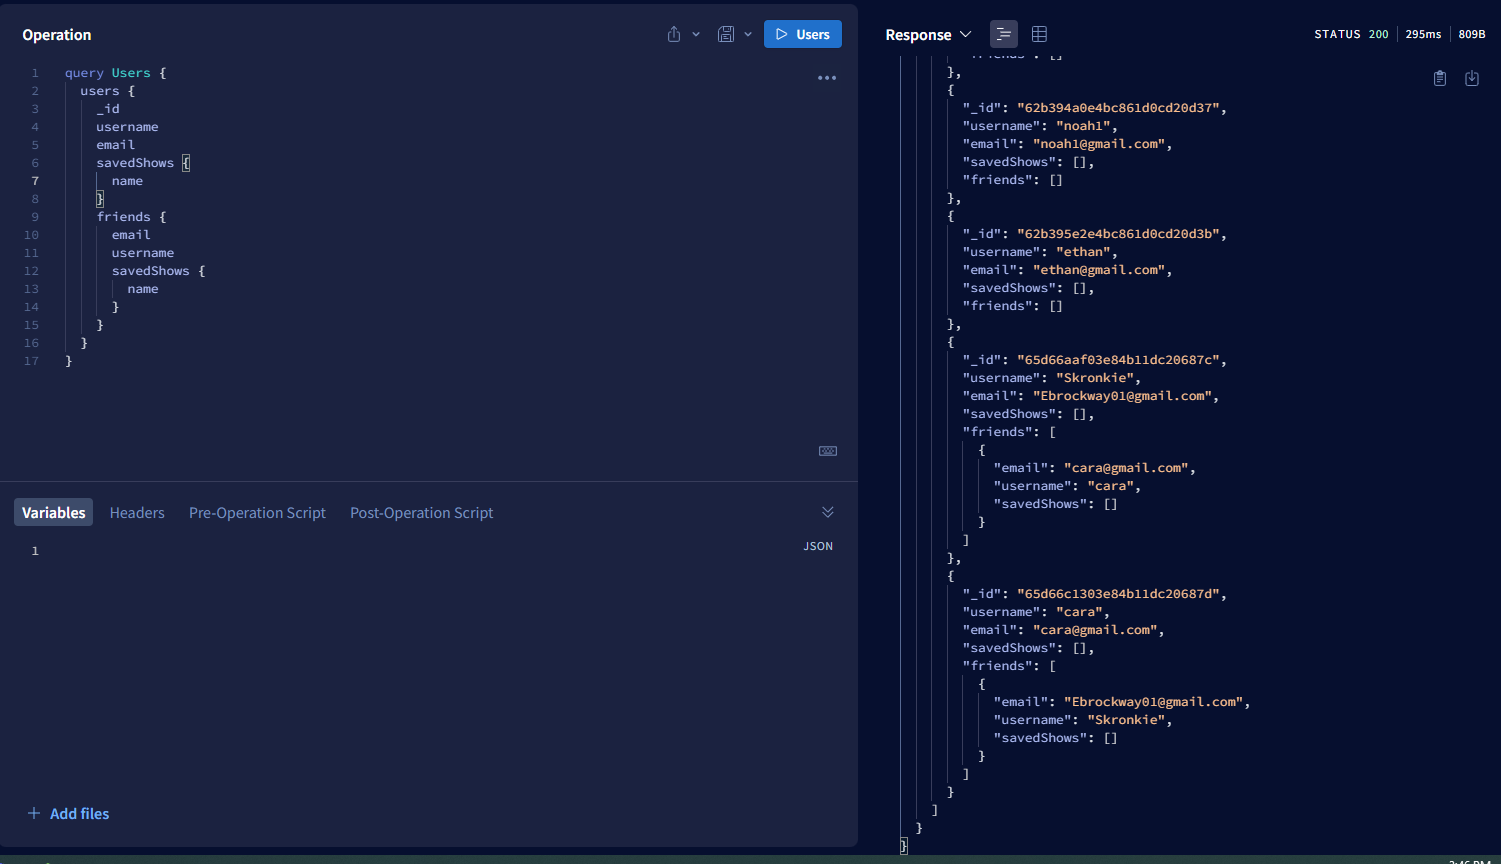 Operation
Users
1 query Users {
2 users {
3 _id
4 username
5 email
6 savedShows {
7 name
8 }
9 friends {
10 email
11 username
12 savedShows {
13 name
14 }
15 }
16 }
17 }
Variables Headers Pre-Operation Script Post-Operation Script
1
JSON
Add files
Response
STATUS 200 295ms 809B
"friends": []
},
{
"_id": "62b394a0e4bc861d0cd20d37",
"username": "noah1",
"email": "noah1@gmail.com",
"savedShows": [],
"friends": []
},
{
"_id": "62b395e2e4bc861d0cd20d3b",
"username": "ethan",
"email": "ethan@gmail.com",
"savedShows": [],
"friends": []
},
{
"_id": "65d66aaf03e84b11dc20687c",
"username": "Skronkie",
"email": "Ebrockway01@gmail.com",
"savedShows": [],
"friends": [
{
"email": "cara@gmail.com",
"username": "cara",
"savedShows": []
}
]
},
{
"_id": "65d66c1303e84b11dc20687d",
"username": "cara",
"email": "cara@gmail.com",
"savedShows": [],
"friends": [
{
"email": "Ebrockway01@gmail.com",
"username": "Skronkie",
"savedShows": []
}
]
}
]
}
}